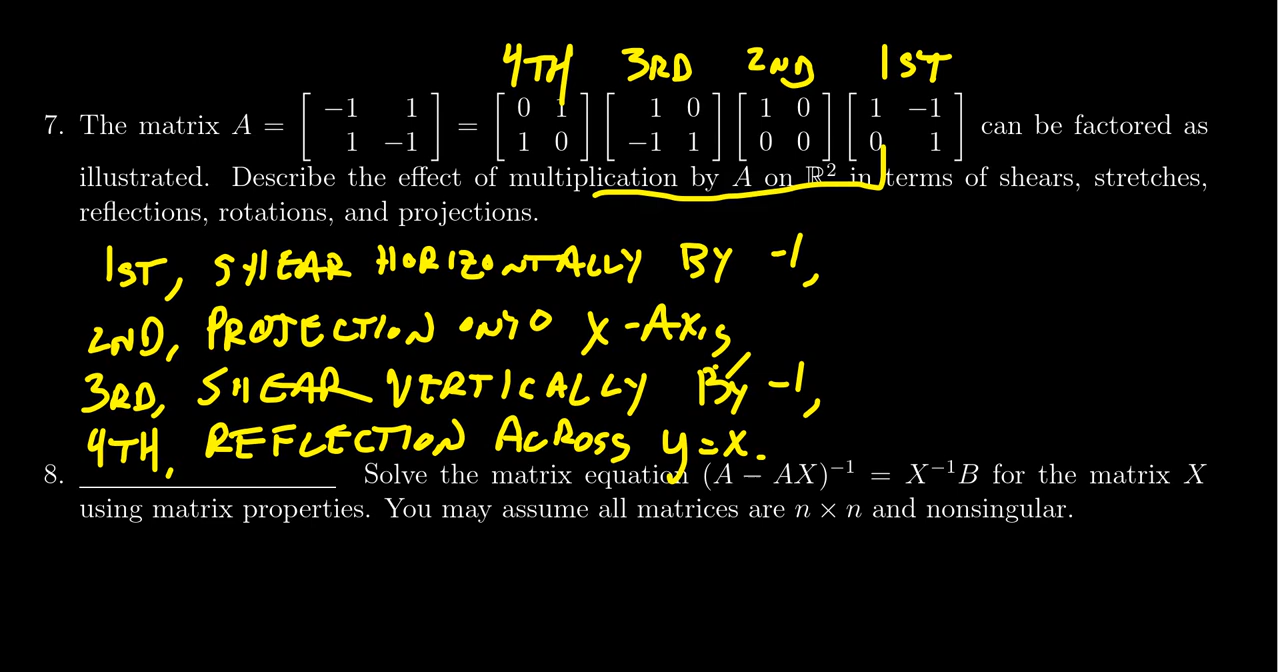 4TH 3RD 2ND 1ST
7. The matrix A = [ −1 1 ; 1 −1 ] = [ 0 1 ; 1 0 ] [ 1 0 ; −1 1 ] [ 1 0 ; 0 0 ] [ 1 −1 ; 0 1 ] can be factored as
illustrated. Describe the effect of multiplication by A on ℝ² in terms of shears, stretches,
reflections, rotations, and projections.
1ST, SHEAR HORIZONTALLY BY -1,
2ND, PROJECTION ONTO X-AXIS,
3RD, SHEAR VERTICALLY BY -1,
4TH, REFLECTION ACROSS y=x.
8. ____________ Solve the matrix equation (A − AX)⁻¹ = X⁻¹B for the matrix X
using matrix properties. You may assume all matrices are n × n and nonsingular.